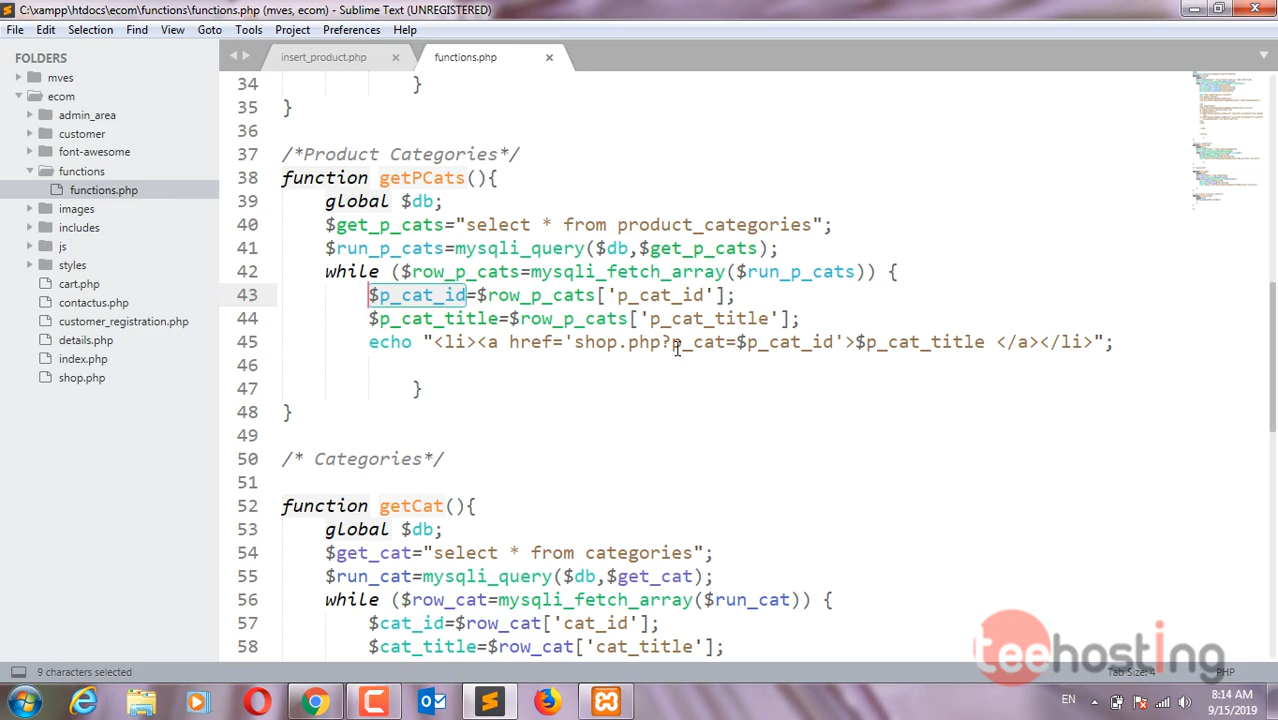 C:\xampp\htdocs\ecom\functions\functions.php (mves, ecom) - Sublime Text (UNREGISTERED)
File Edit Selection Find View Goto Tools Project Preferences Help
FOLDERS
mves
ecom
admin_area
customer
font-awesome
functions
functions.php
images
includes
js
styles
cart.php
contactus.php
customer_registration.php
details.php
index.php
shop.php
insert_product.php × functions.php ×
34 }
35 }
36
37 /*Product Categories*/
38 function getPCats(){
39 global $db;
40 $get_p_cats="select * from product_categories";
41 $run_p_cats=mysqli_query($db,$get_p_cats);
42 while ($row_p_cats=mysqli_fetch_array($run_p_cats)) {
43 $p_cat_id=$row_p_cats['p_cat_id'];
44 $p_cat_title=$row_p_cats['p_cat_title'];
45 echo "<li><a href='shop.php?p_cat=$p_cat_id'>$p_cat_title </a></li>";
46
47 }
48 }
49
50 /* Categories*/
51
52 function getCat(){
53 global $db;
54 $get_cat="select * from categories";
55 $run_cat=mysqli_query($db,$get_cat);
56 while ($row_cat=mysqli_fetch_array($run_cat)) {
57 $cat_id=$row_cat['cat_id'];
58 $cat_title=$row_cat['cat_title'];
teehosting
9 characters selected
Tab Size: 4 PHP
EN
8:14 AM
9/15/2019